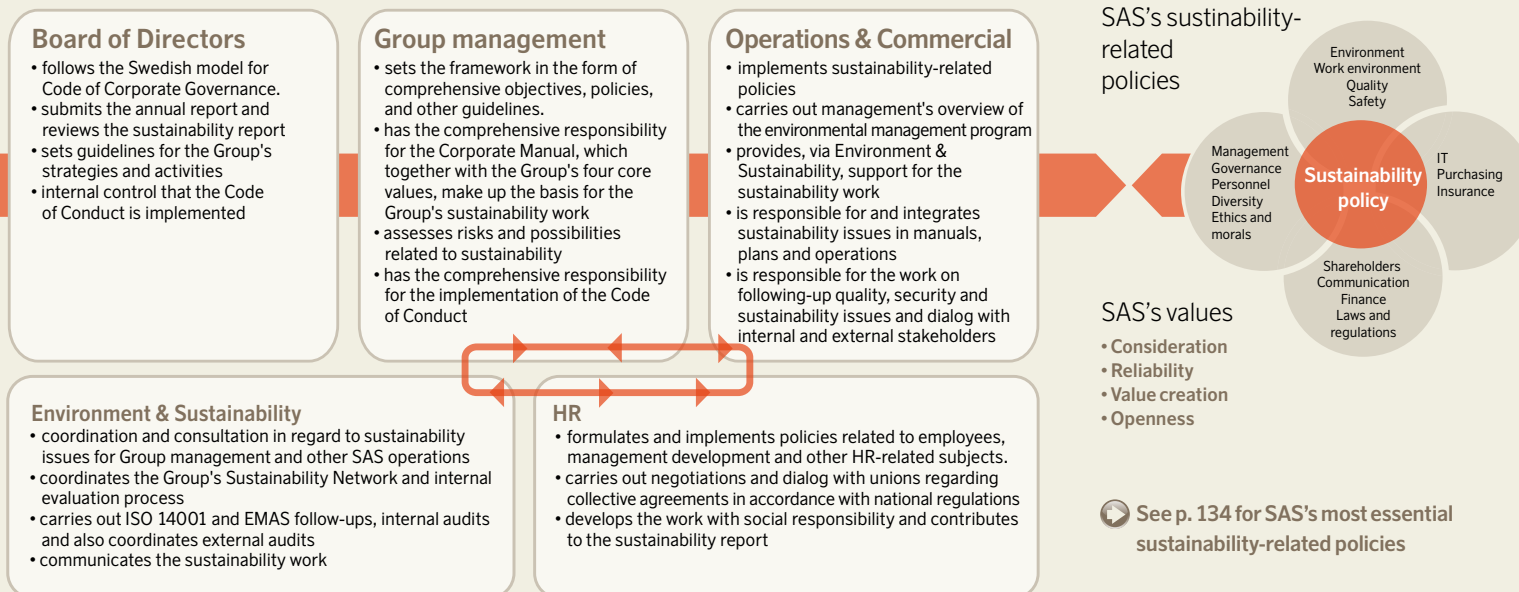 Board of Directors
• follows the Swedish model for
Code of Corporate Governance.
• submits the annual report and
reviews the sustainability report
• sets guidelines for the Group's
strategies and activities
• internal control that the Code
of Conduct is implemented
Group management
• sets the framework in the form of
comprehensive objectives, policies,
and other guidelines.
• has the comprehensive responsibility
for the Corporate Manual, which
together with the Group's four core
values, make up the basis for the
Group's sustainability work
• assesses risks and possibilities
related to sustainability
• has the comprehensive responsibility
for the implementation of the Code
of Conduct
Operations & Commercial
• implements sustainability-related
policies
• carries out management's overview of
the environmental management program
• provides, via Environment &
Sustainability, support for the
sustainability work
• is responsible for and integrates
sustainability issues in manuals,
plans and operations
• is responsible for the work on
following-up quality, security and
sustainability issues and dialog with
internal and external stakeholders
Environment & Sustainability
• coordination and consultation in regard to sustainability
issues for Group management and other SAS operations
• coordinates the Group's Sustainability Network and internal
evaluation process
• carries out ISO 14001 and EMAS follow-ups, internal audits
and also coordinates external audits
• communicates the sustainability work
HR
• formulates and implements policies related to employees,
management development and other HR-related subjects.
• carries out negotiations and dialog with unions regarding
collective agreements in accordance with national regulations
• develops the work with social responsibility and contributes
to the sustainability report
SAS's sustinability-
related
policies
Environment
Work environment
Quality
Safety
Management
Governance
Personnel
Diversity
Ethics and
morals
Sustainability
policy
IT
Purchasing
Insurance
Shareholders
Communication
Finance
Laws and
regulations
SAS's values
• Consideration
• Reliability
• Value creation
• Openness
See p. 134 for SAS's most essential
sustainability-related policies